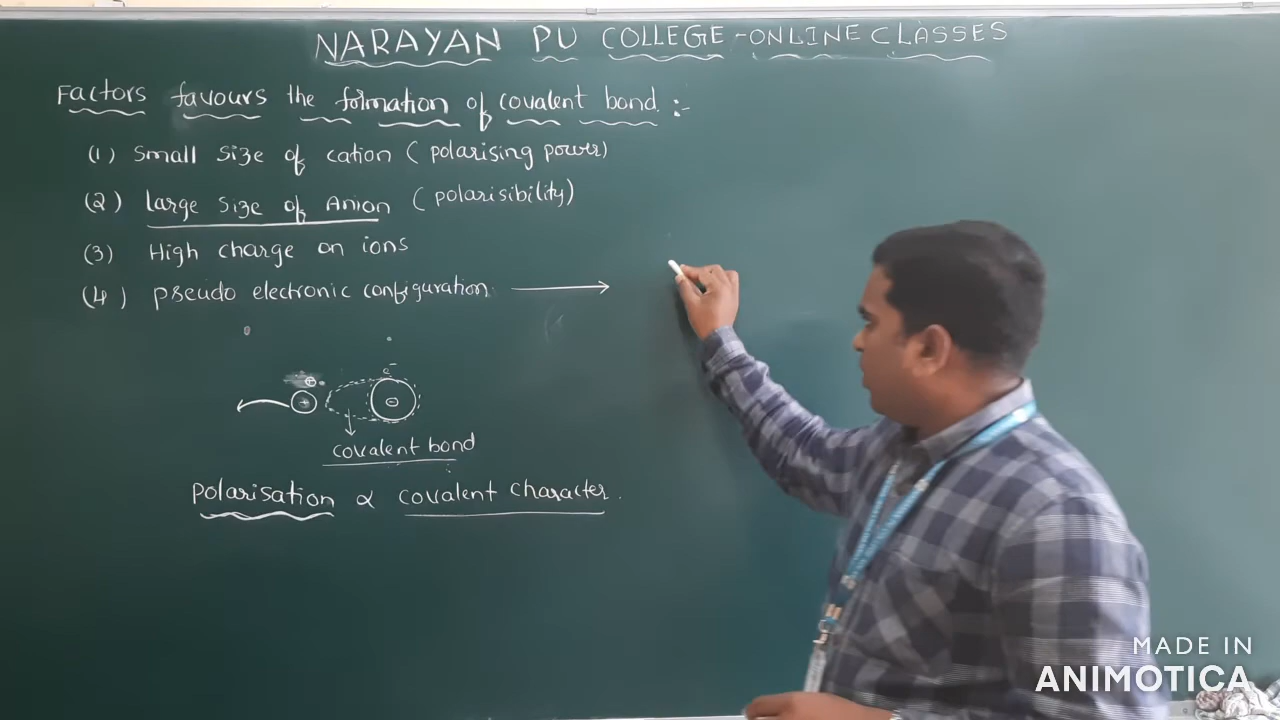 NARAYAN PU COLLEGE - ONLINE CLASSES
Factors favours the formation of covalent bond :-
(1) Small size of cation (polarising power)
(2) Large size of Anion (polarisibility)
(3) High charge on ions
(4) Pseudo electronic configuration →
⊕
e⁻
+
-
covalent bond
Polarisation ∝ covalent character.
MADE IN
ANIMOTICA